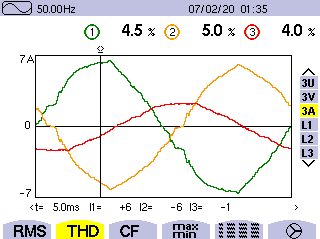 50.00Hz 07/02/20 01:35
1 4.5 % 2 5.0 % 3 4.0 %
7A
0
-7
3U
3V
3A
L1
L2
L3
<t= 5.0ms I1= +6 I2= -6 I3= -1 >
RMS THD CF max min